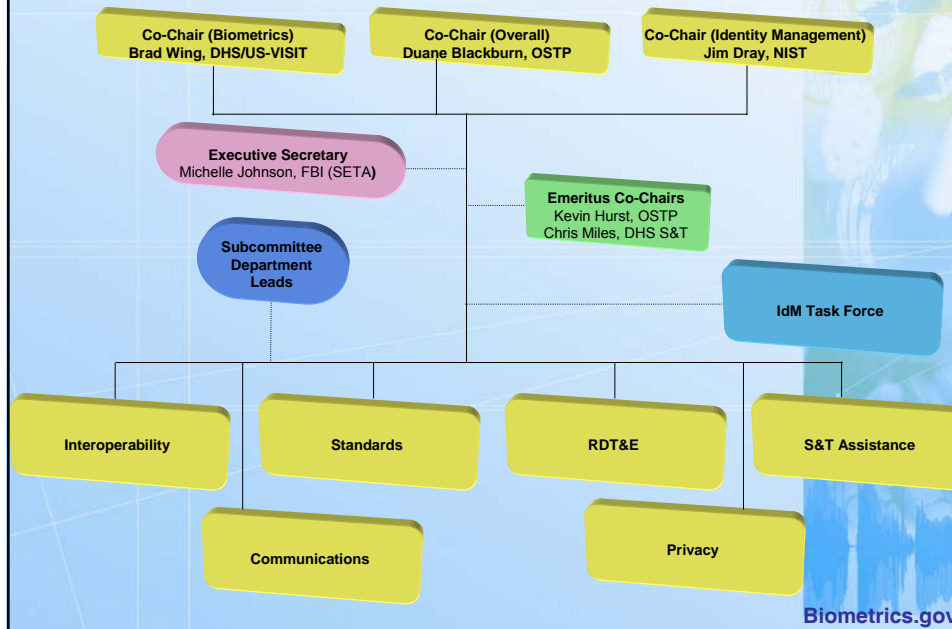 Co-Chair (Biometrics)
Brad Wing, DHS/US-VISIT
Co-Chair (Overall)
Duane Blackburn, OSTP
Co-Chair (Identity Management)
Jim Dray, NIST
Executive Secretary
Michelle Johnson, FBI (SETA)
Emeritus Co-Chairs
Kevin Hurst, OSTP
Chris Miles, DHS S&T
Subcommittee
Department
Leads
IdM Task Force
Interoperability
Standards
RDT&E
S&T Assistance
Communications
Privacy
Biometrics.gov